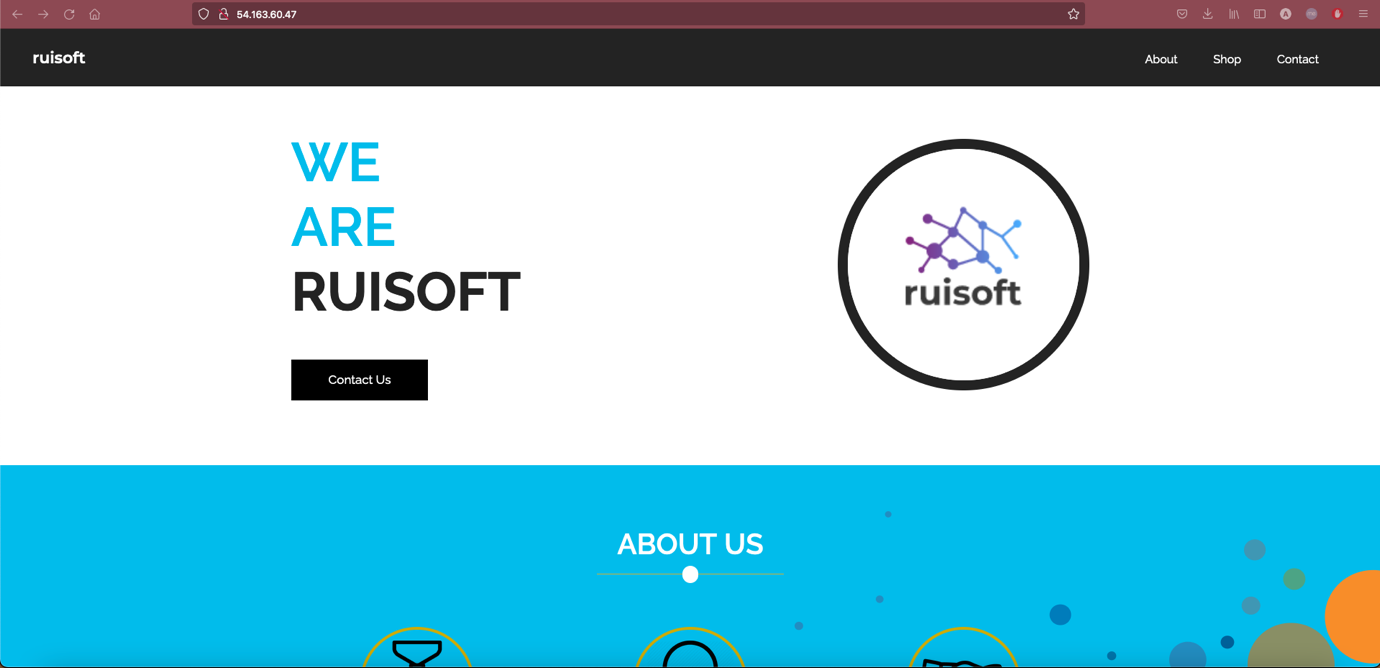 54.163.60.47
ruisoft
About Shop Contact
WE
ARE
RUISOFT
ruisoft
Contact Us
ABOUT US